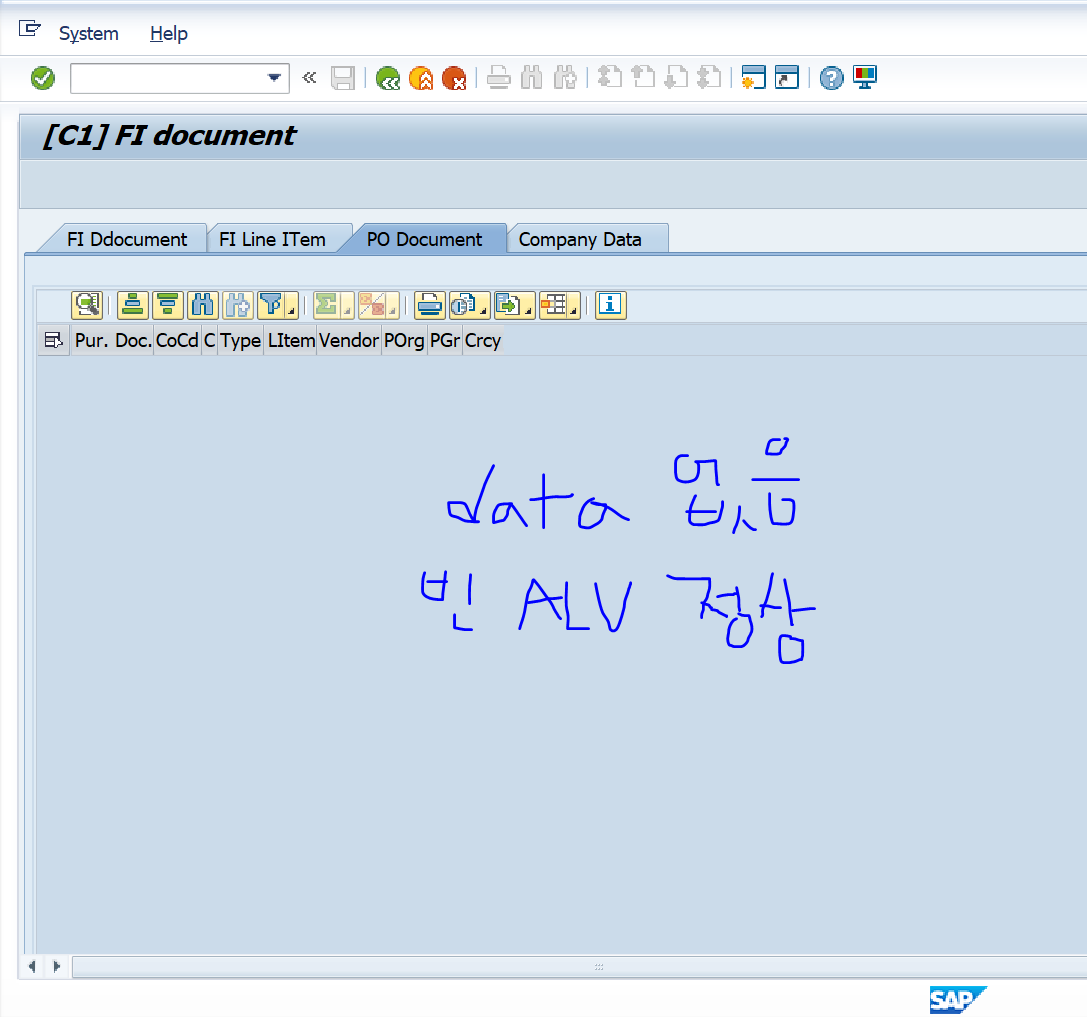 System Help
[C1] FI document
FI Ddocument FI Line ITem PO Document Company Data
Pur. Doc. CoCd C Type LItem Vendor POrg PGr Crcy
data 없음
빈 ALV 정상
SAP